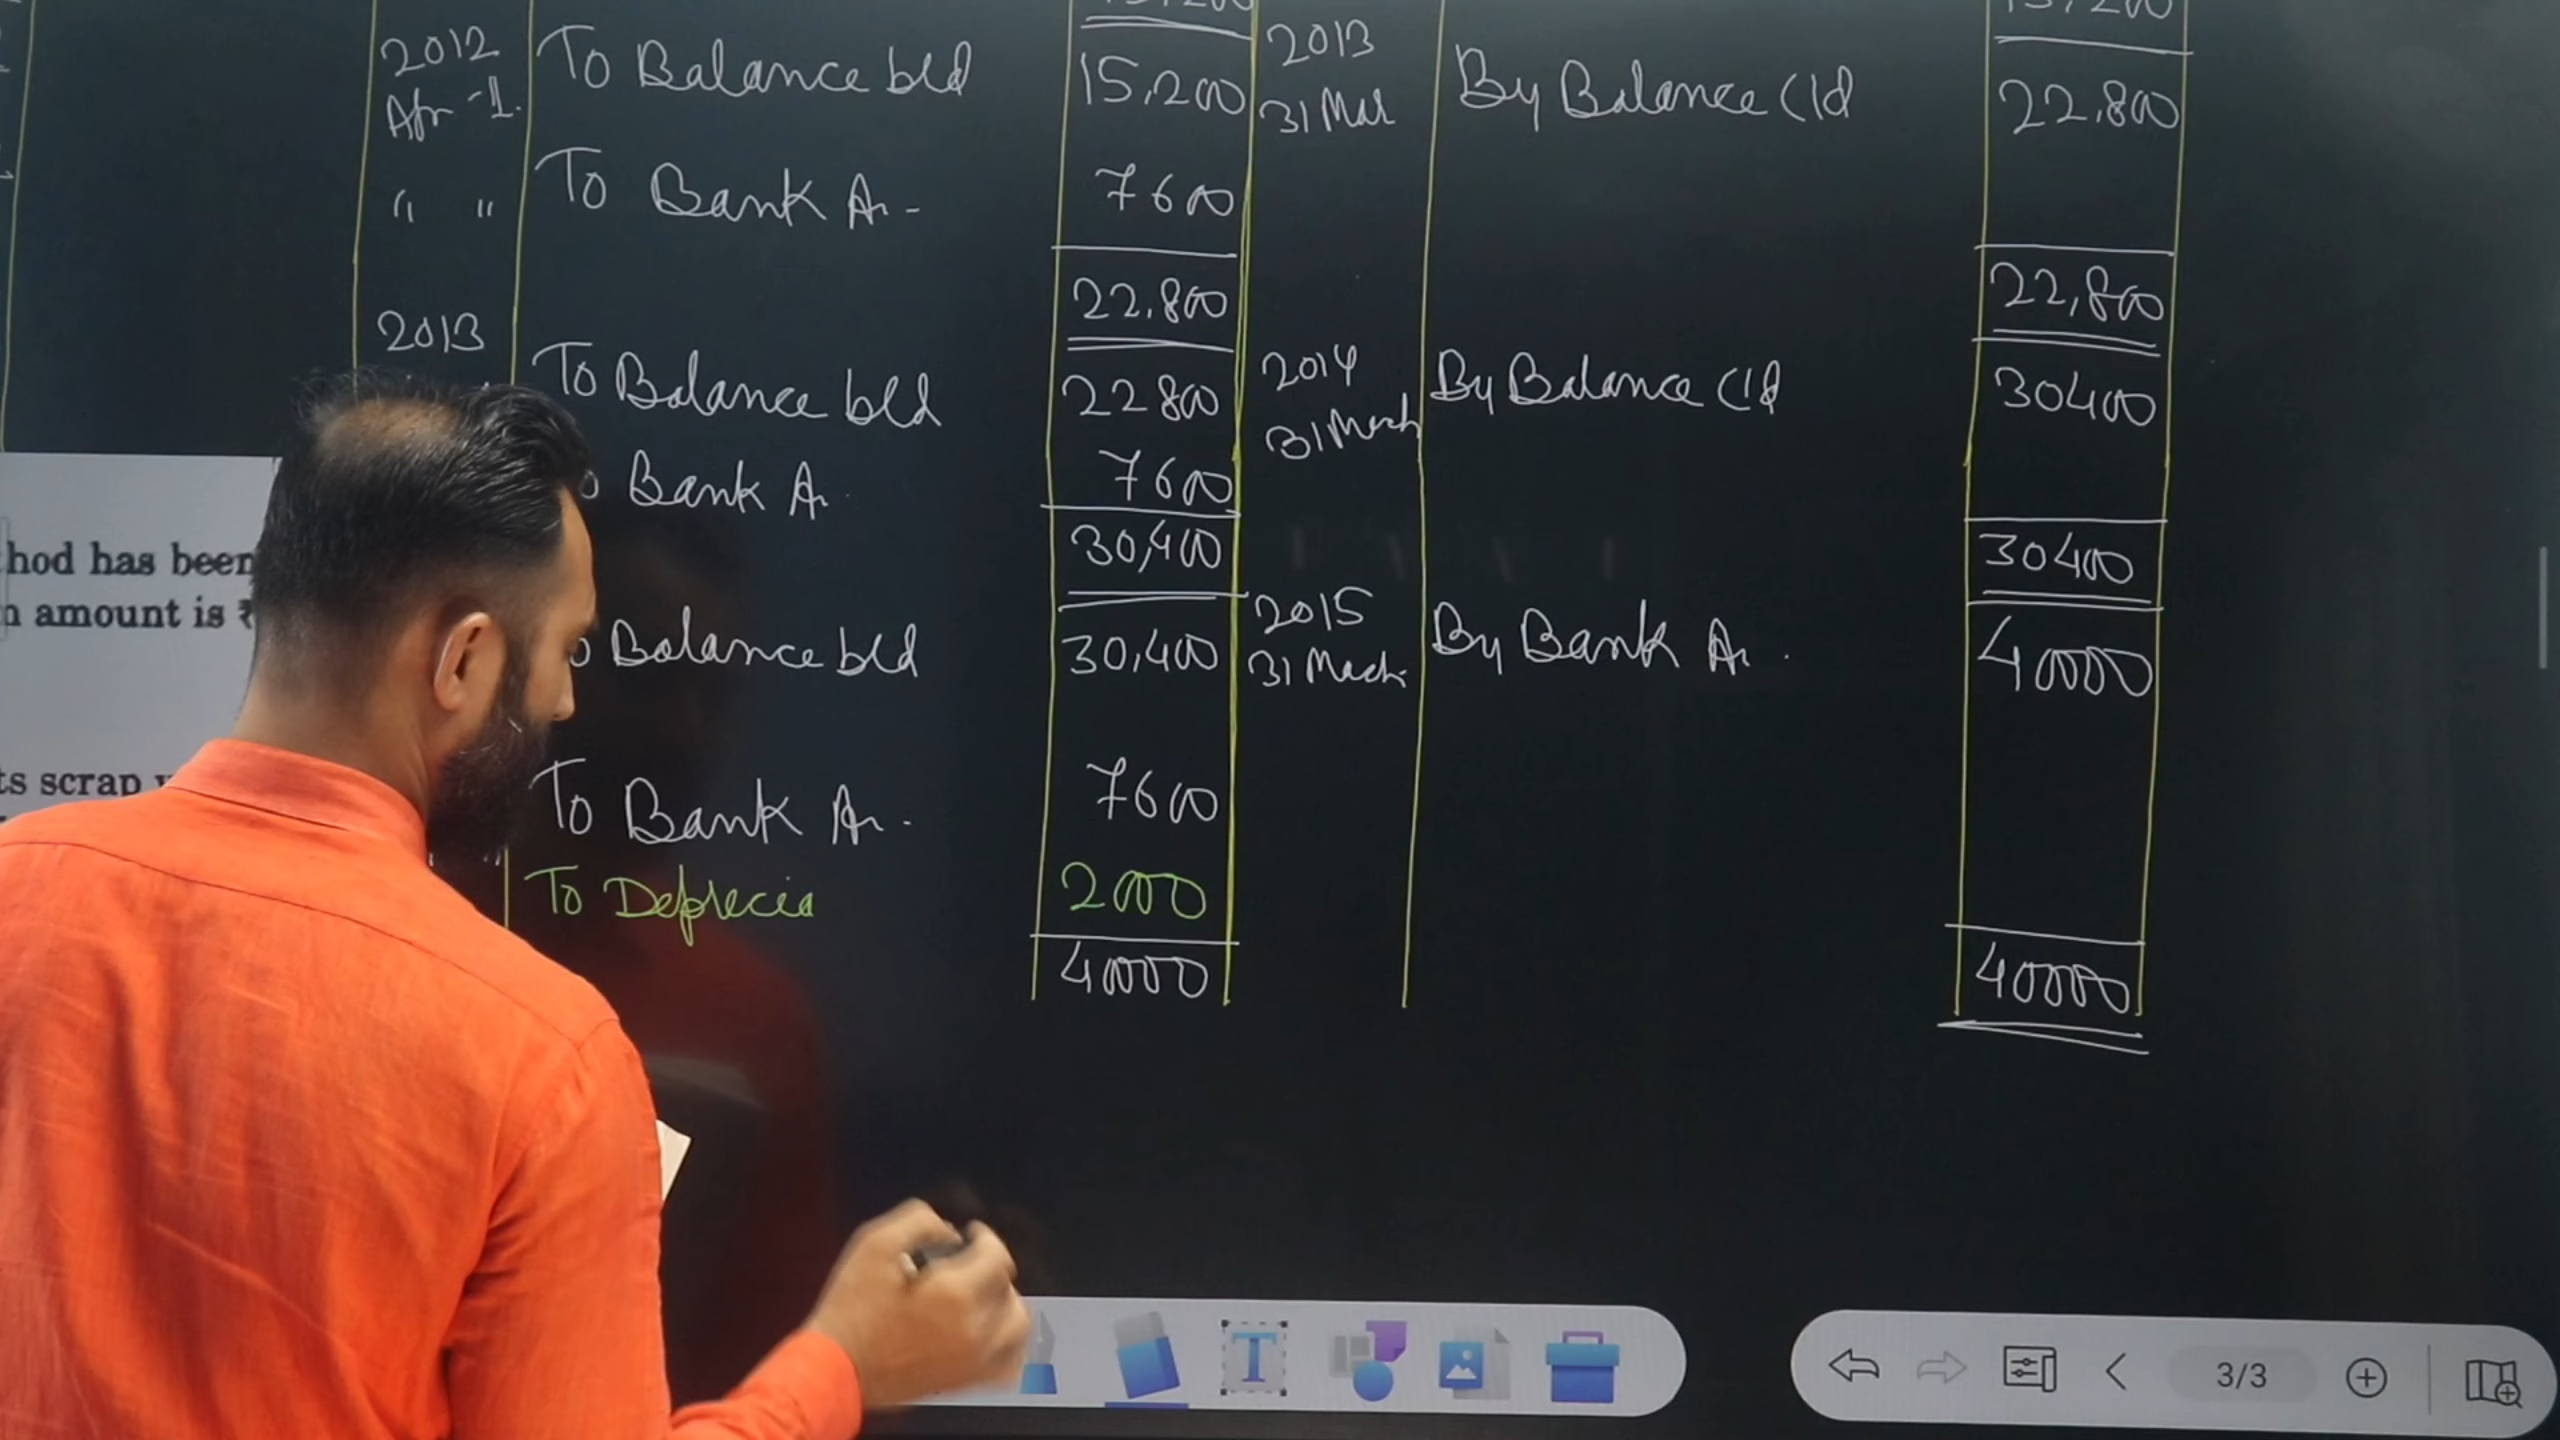 2012 To Balance b/d 15,200 2013 By Balance C/d 22,800
Apr -1. 31 Mar
" " To Bank A/c - 7600
22,800 22,800
2013 To Balance b/d 22800 2014 By Balance C/d 30400
31 March
Bank A/c 7600
30,400 30400
Balance b/d 30,400 2015 By Bank A/c 40000
31 March
To Bank A/c - 7600
To Deprecia 2000
40000 40000
hod has been
amount is ₹
ts scrap
3/3